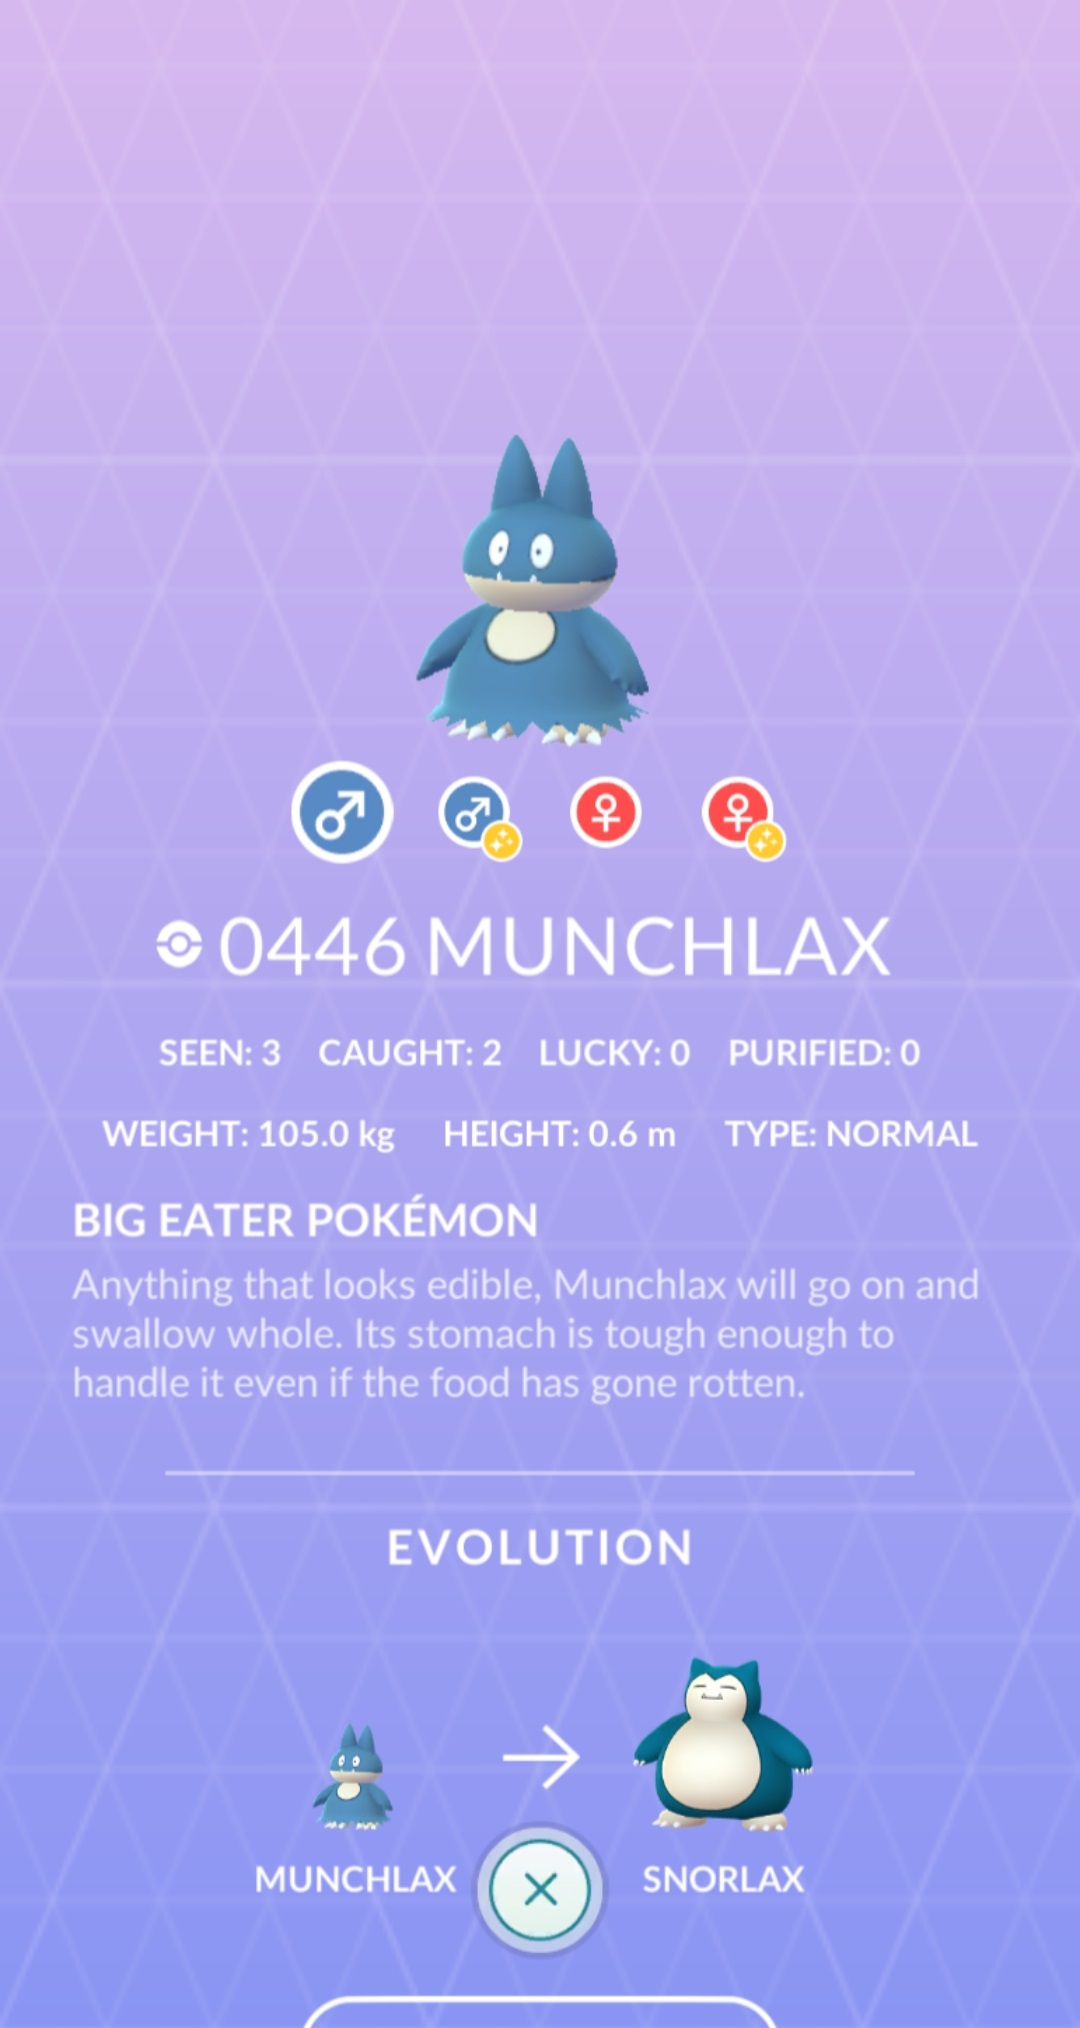 0446 MUNCHLAX
SEEN: 3 CAUGHT: 2 LUCKY: 0 PURIFIED: 0
WEIGHT: 105.0 kg HEIGHT: 0.6 m TYPE: NORMAL
BIG EATER POKÉMON
Anything that looks edible, Munchlax will go on and
swallow whole. Its stomach is tough enough to
handle it even if the food has gone rotten.
EVOLUTION
MUNCHLAX SNORLAX